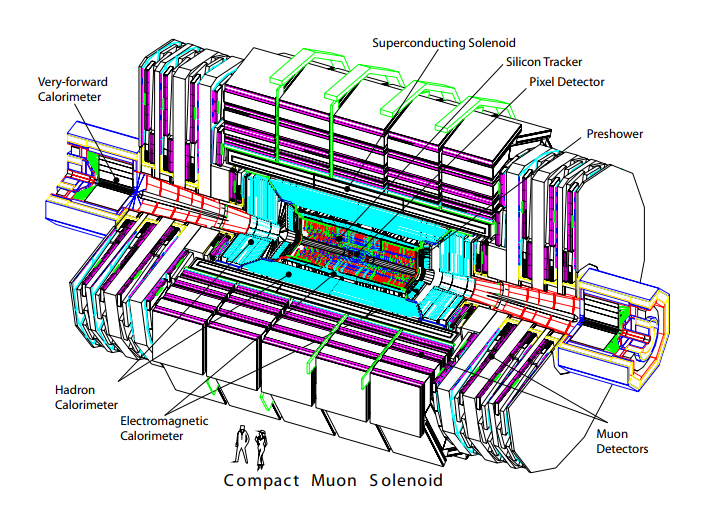 Superconducting Solenoid
Silicon Tracker
Pixel Detector
Very-forward
Calorimeter
Preshower
Hadron
Calorimeter
Electromagnetic
Calorimeter
Muon
Detectors
Compact Muon Solenoid